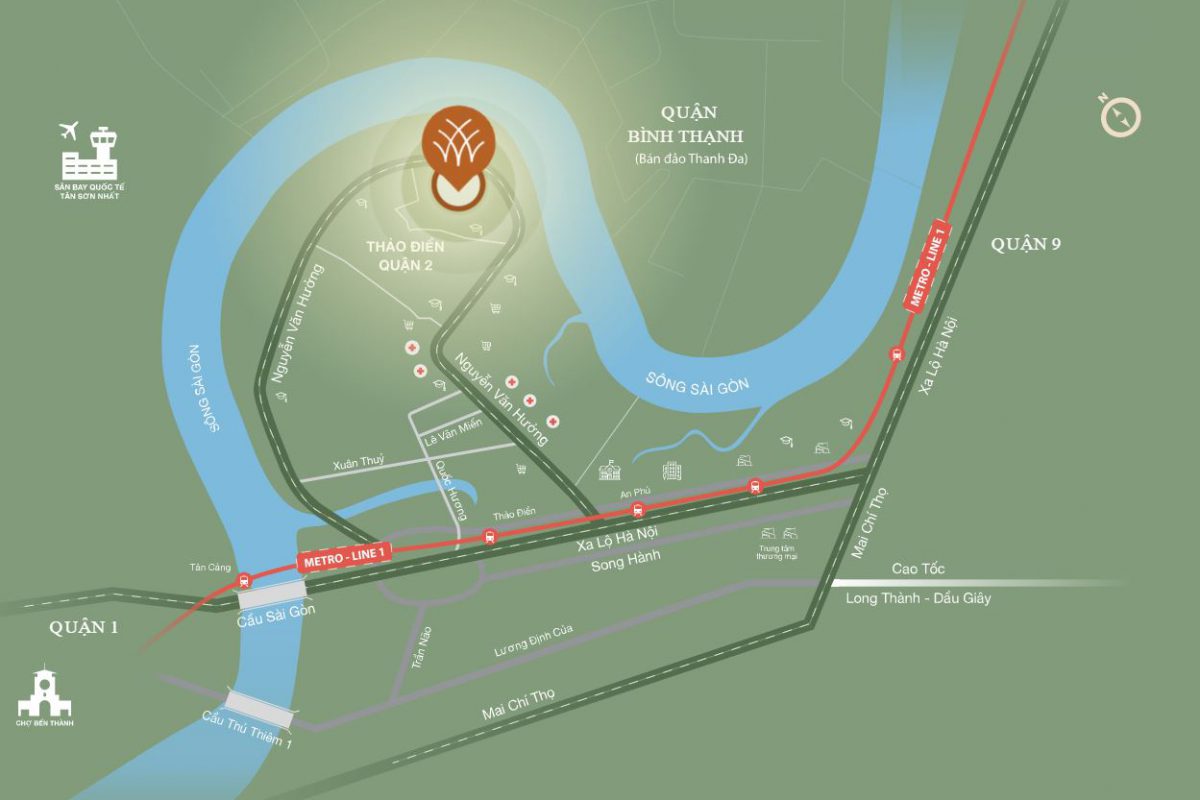 N
QUẬN
BÌNH THẠNH
(Bán đảo Thanh Đa)
SÂN BAY QUỐC TẾ
TÂN SƠN NHẤT
THẢO ĐIỀN
QUẬN 2
QUẬN 9
METRO - LINE 1
Nguyễn Văn Hưởng
Xa Lộ Hà Nội
SÔNG SÀI GÒN
Nguyễn Văn Hưởng
SÔNG SÀI GÒN
Lê Văn Miến
Xuân Thuỷ
Quốc Hương
An Phú
Thảo Điền
Mai Chí Thọ
Xa Lộ Hà Nội
Song Hành
Trung tâm
thương mại
METRO - LINE 1
Tân Cảng
Cao Tốc
Long Thành - Dầu Giây
Cầu Sài Gòn
QUẬN 1
Trần Não
Lương Định Của
CHỢ BẾN THÀNH
Mai Chí Thọ
Cầu Thủ Thiêm 1